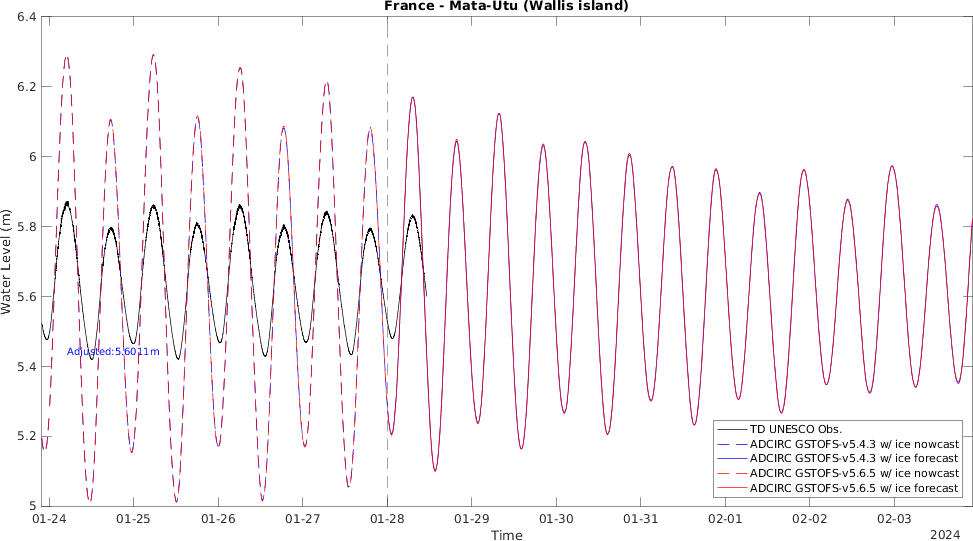 France - Mata-Utu (Wallis island)
6.4
6.2
6
5.8
5.6
5.4
5.2
5
Water Level (m)
Adjusted:5.6011m
TD UNESCO Obs.
ADCIRC GSTOFS-v5.4.3 w/ ice nowcast
ADCIRC GSTOFS-v5.4.3 w/ ice forecast
ADCIRC GSTOFS-v5.6.5 w/ ice nowcast
ADCIRC GSTOFS-v5.6.5 w/ ice forecast
01-24 01-25 01-26 01-27 01-28 01-29 01-30 01-31 02-01 02-02 02-03
Time
2024